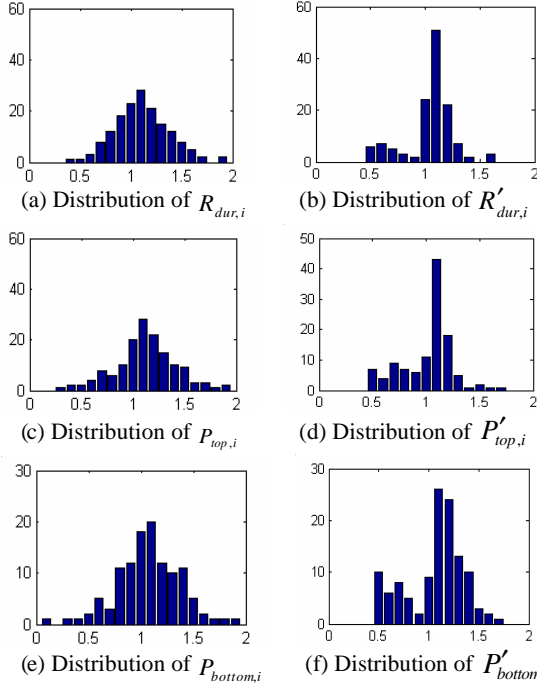 60 60
40 40
20 20
0 0
0.5 1 1.5 2 0 0.5 1 1.5 2
(a) Distribution of R_{dur,i} (b) Distribution of R′_{dur,i}
60 50
40 40
30
20 20
10
0 0
0 0.5 1 1.5 2 0 0.5 1 1.5 2
(c) Distribution of P_{top,i} (d) Distribution of P′_{top,i}
30 30
20 20
10 10
0 0
0 0.5 1 1.5 2 0 0.5 1 1.5 2
(e) Distribution of P_{bottom,i} (f) Distribution of P′_{bottom